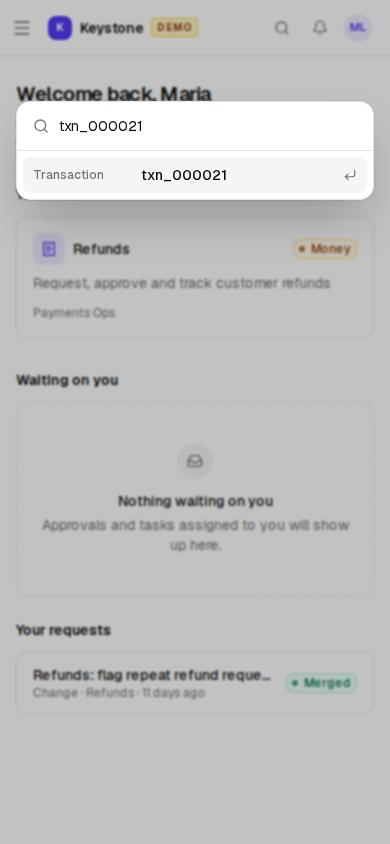 K Keystone DEMO ML
Welcome back, Maria
txn_000021
Transaction txn_000021
Refunds Money
Request, approve and track customer refunds
Payments Ops
Waiting on you
Nothing waiting on you
Approvals and tasks assigned to you will show
up here.
Your requests
Refunds: flag repeat refund reque... Merged
Change · Refunds · 11 days ago